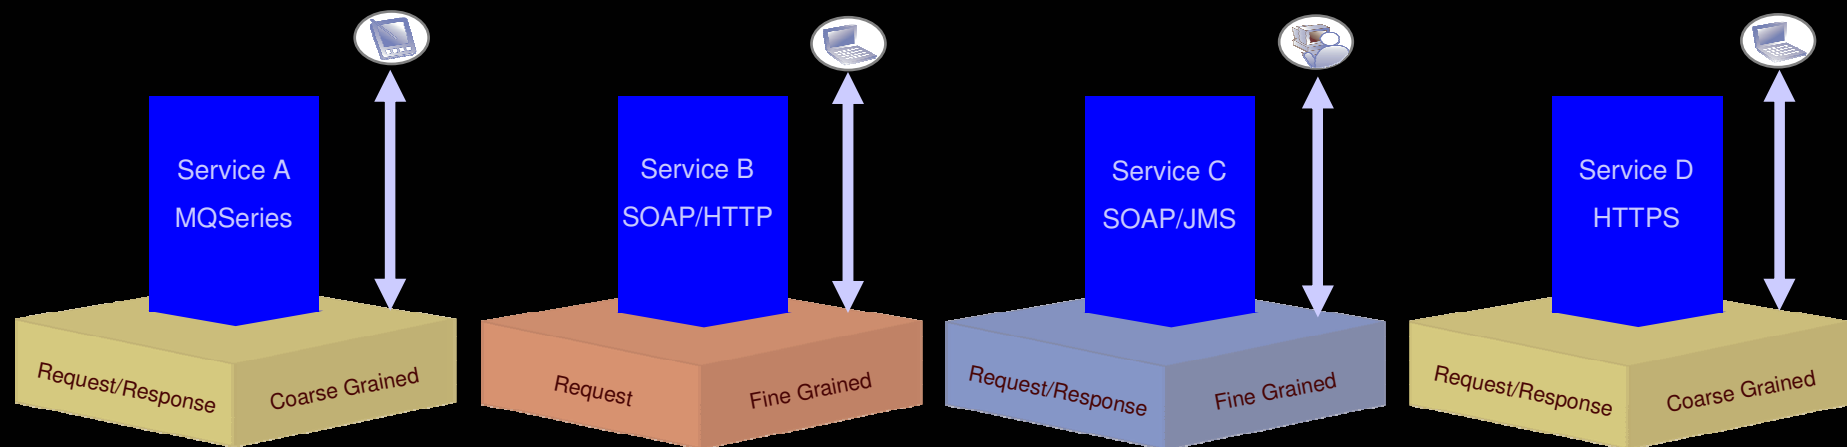 Service A
MQSeries
Request/Response
Coarse Grained
Service B
SOAP/HTTP
Request
Fine Grained
Service C
SOAP/JMS
Request/Response
Fine Grained
Service D
HTTPS
Request/Response
Coarse Grained